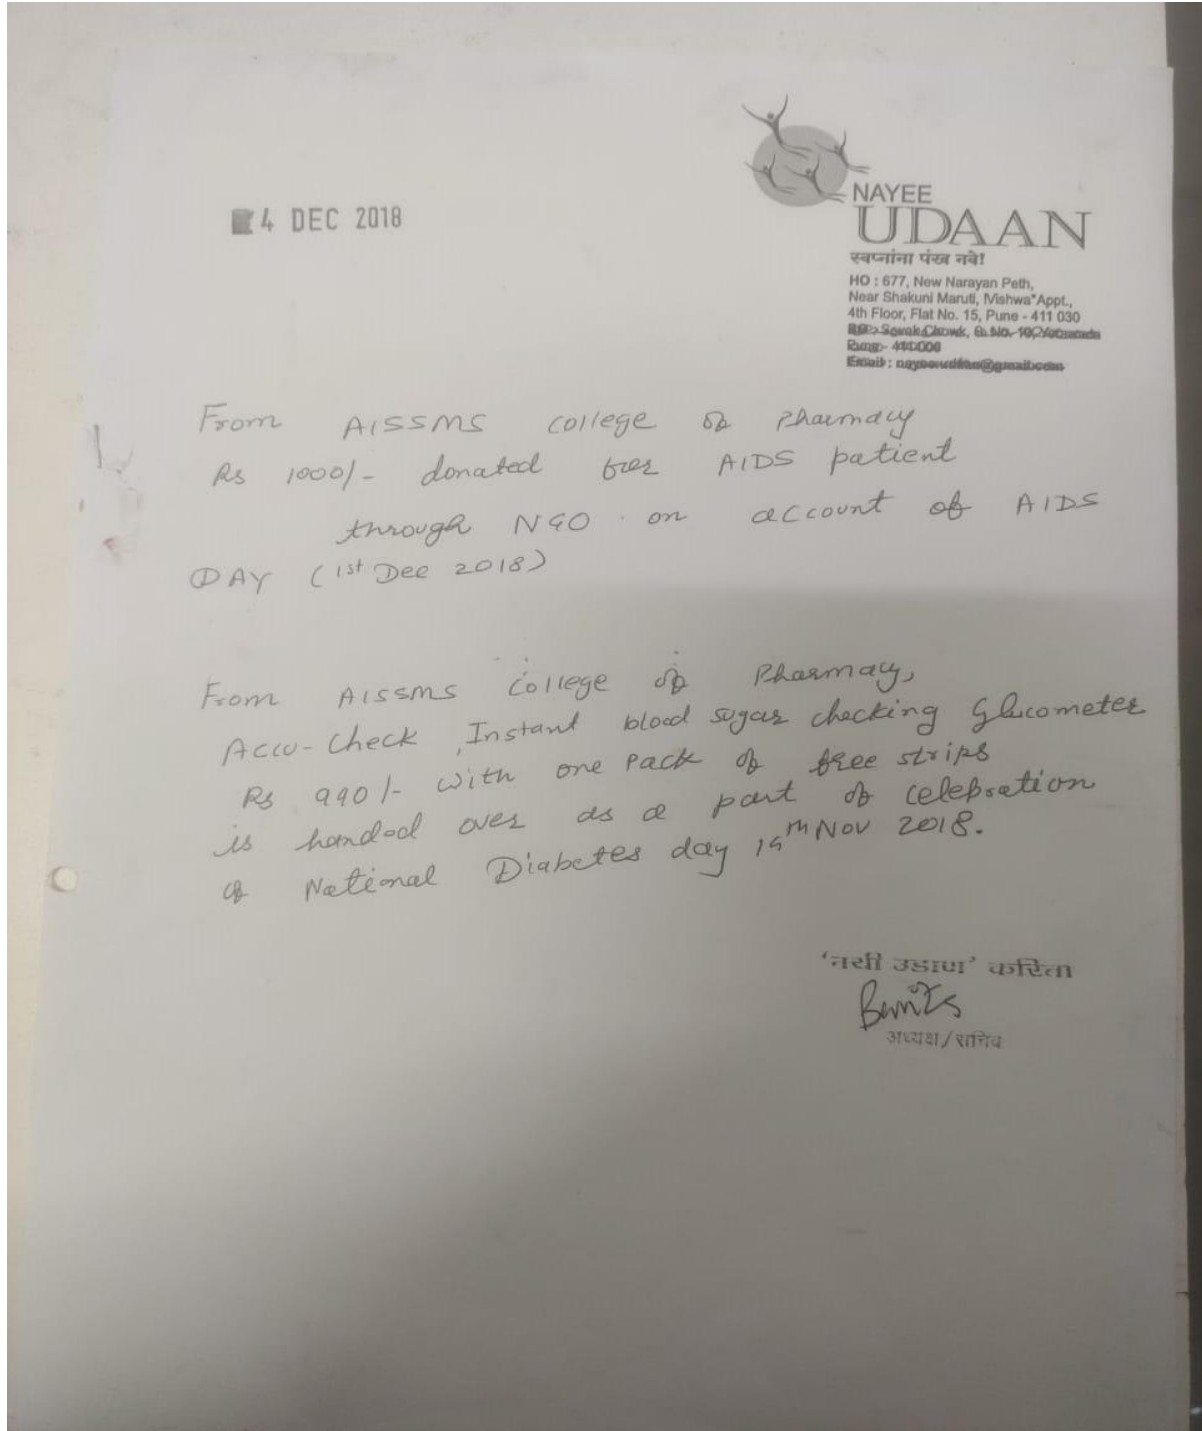 4 DEC 2018
NAYEE
UDAAN
स्वप्नांना पंख नवे!
HO : 677, New Narayan Peth,
Near Shakuni Maruti, "Vishwa" Appt.,
4th Floor, Flat No. 15, Pune - 411 030
Chowk,
Email :
From AISSMS college of Pharmacy
Rs 1000/- donated for AIDS patient
through NGO on account of AIDS
DAY (1st Dec 2018)
From AISSMS College of Pharmacy,
Accu-Check, Instant blood sugar checking Glucometer
Rs 990/- with one pack of free strips
is handed over as a part of celebration
of National Diabetes day Nov 2018.
'नयी उडाण' करिता
अध्यक्ष/सचिव